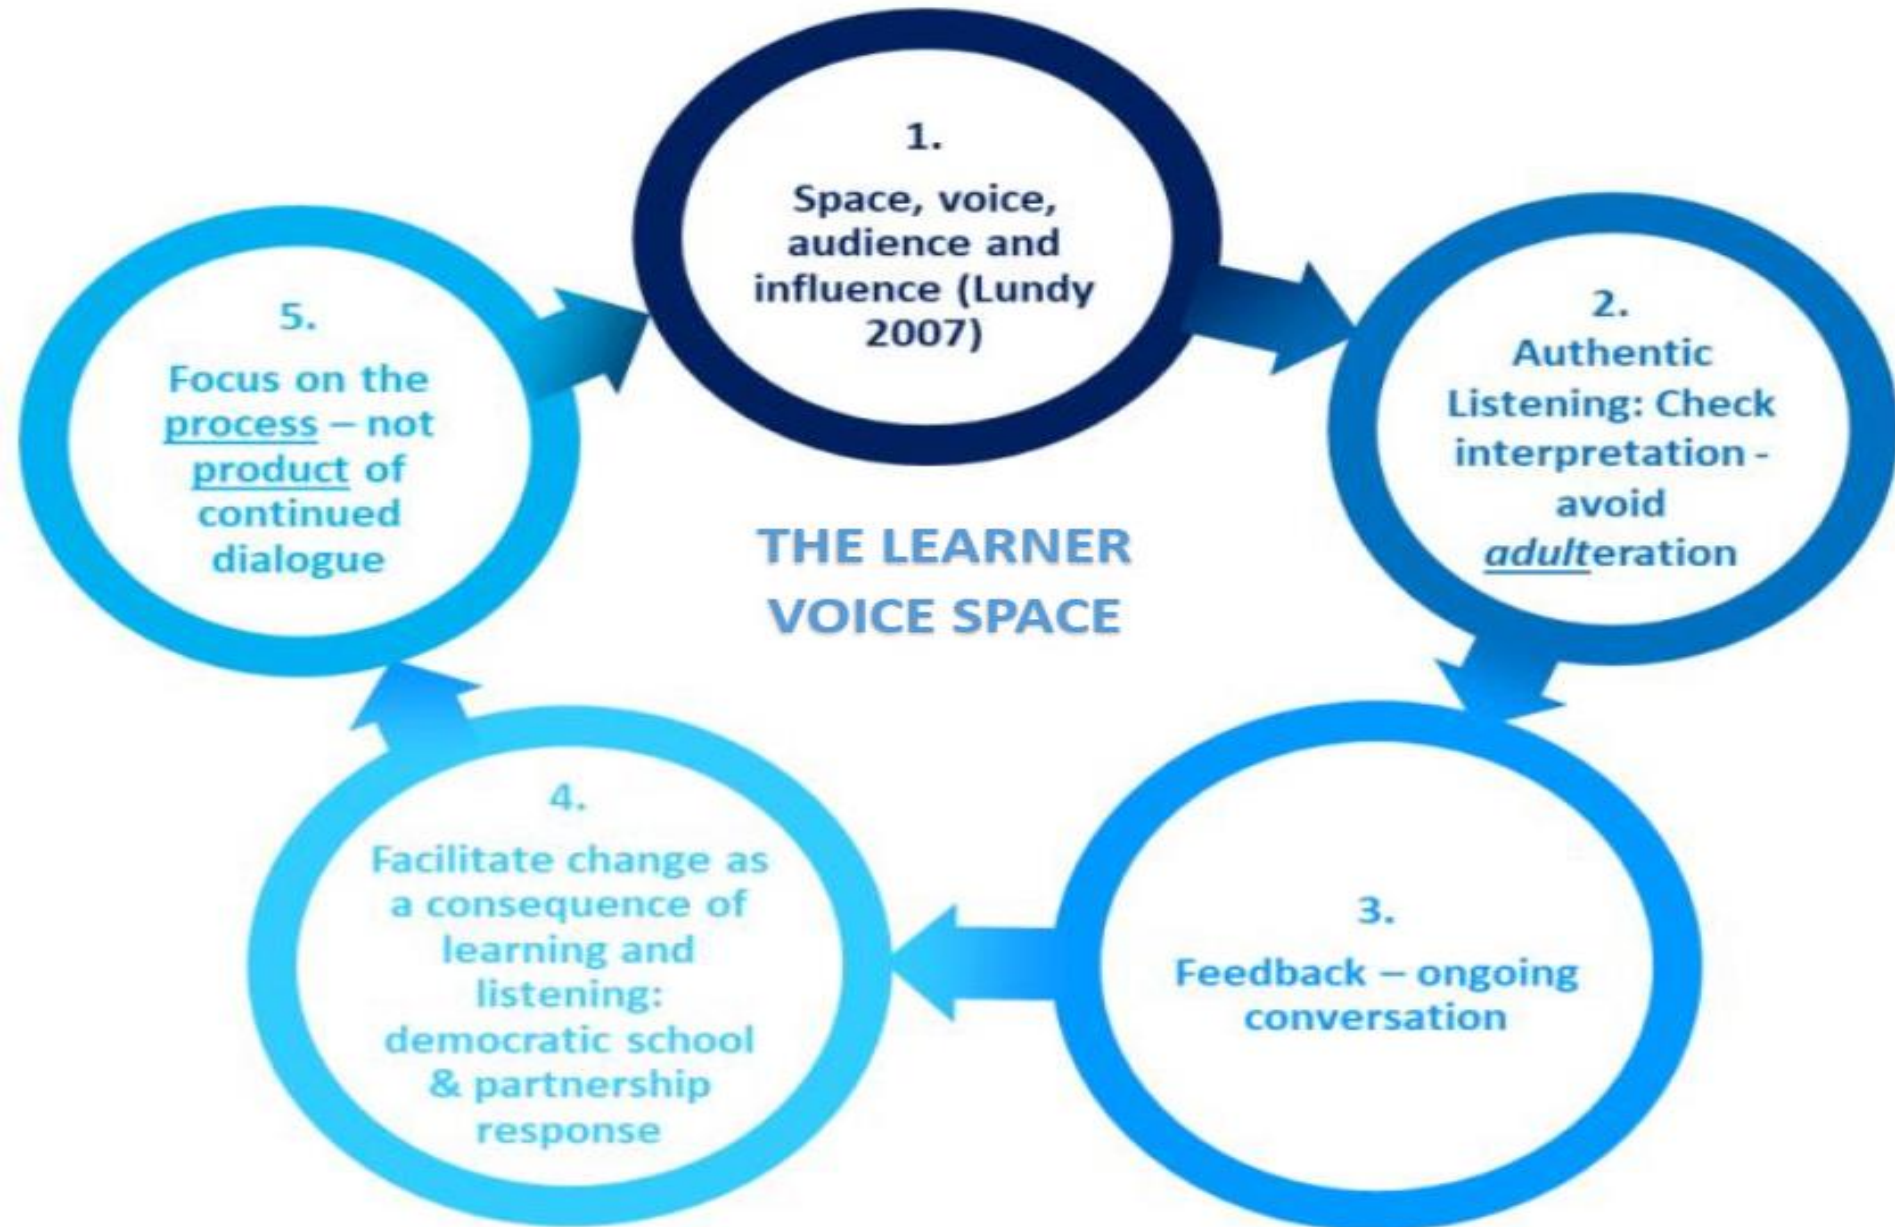 1.
Space, voice,
audience and
influence (Lundy
2007)
2.
Authentic
Listening: Check
interpretation -
avoid
adulteration
3.
Feedback – ongoing
conversation
4.
Facilitate change as
a consequence of
learning and
listening:
democratic school
& partnership
response
5.
Focus on the
process – not
product of
continued
dialogue
THE LEARNER
VOICE SPACE